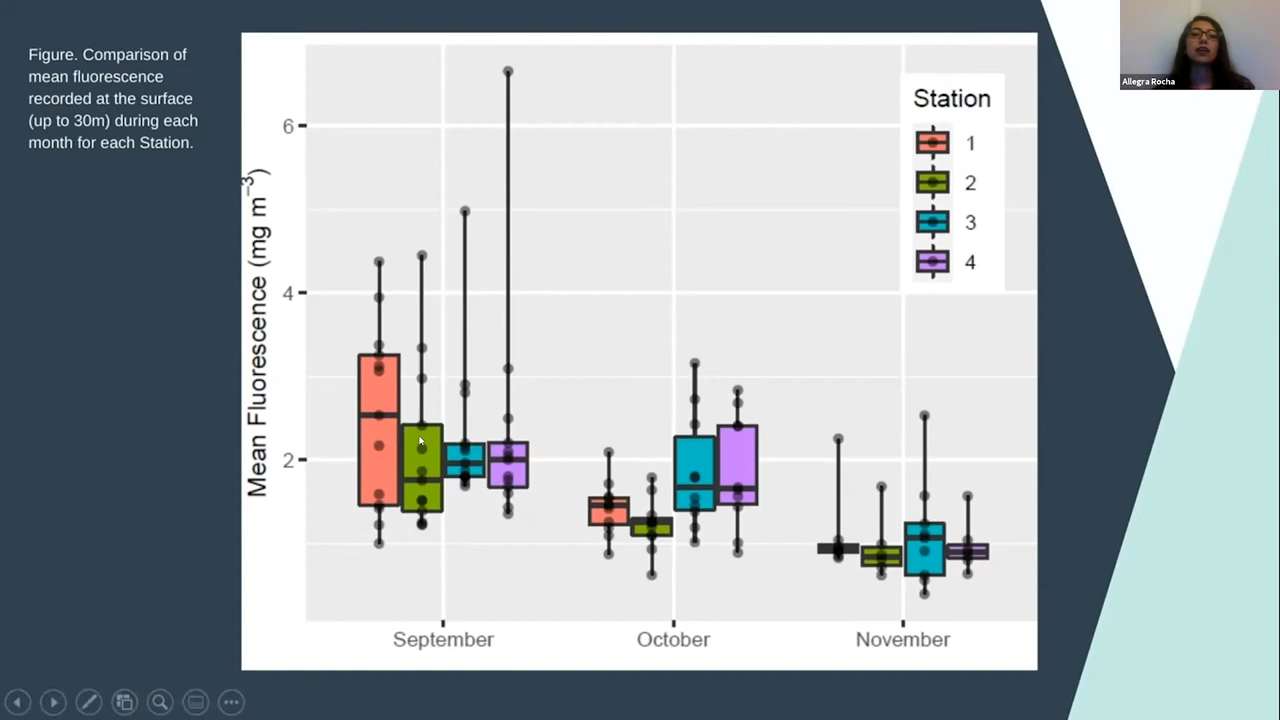 Figure. Comparison of
mean fluorescence
recorded at the surface
(up to 30m) during each
month for each Station.
Allegra Rocha
Mean Fluorescence (mg m⁻³)
6
4
2
Station
1
2
3
4
September
October
November